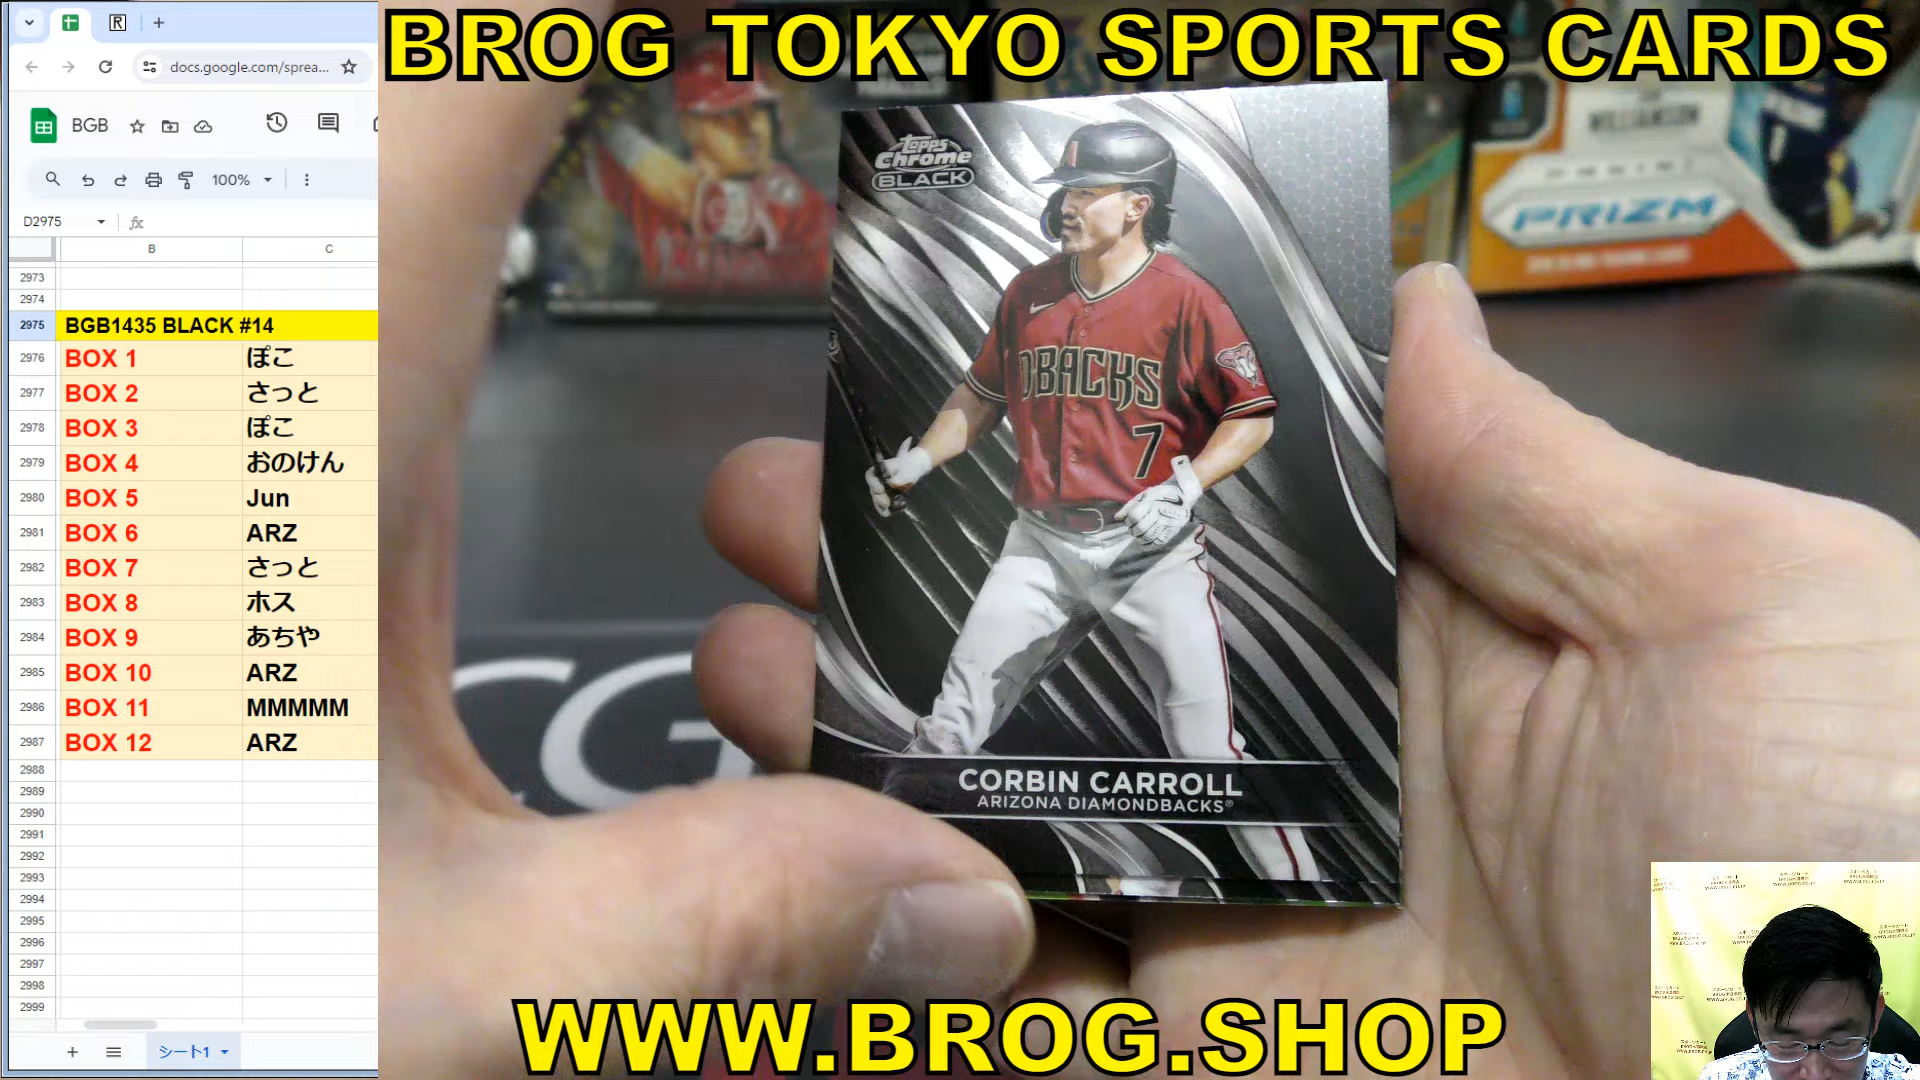 BROG TOKYO SPORTS CARDS
docs.google.com/sprea...
BGB
100%
D2975
fx
B
C
2973
2974
2975 BGB1435 BLACK #14
2976 BOX 1 ぽこ
2977 BOX 2 さっと
2978 BOX 3 ぽこ
2979 BOX 4 おのけん
2980 BOX 5 Jun
2981 BOX 6 ARZ
2982 BOX 7 さっと
2983 BOX 8 ホス
2984 BOX 9 あちや
2985 BOX 10 ARZ
2986 BOX 11 MMMMM
2987 BOX 12 ARZ
2988
2989
2990
2991
2992
2993
2994
2995
2996
2997
2998
2999
シート1
Topps
Chrome
BLACK
DBACKS
7
CORBIN CARROLL
ARIZONA DIAMONDBACKS®
WILLIAMSON
PANINI
PRIZM
CG
WWW.BROG.SHOP